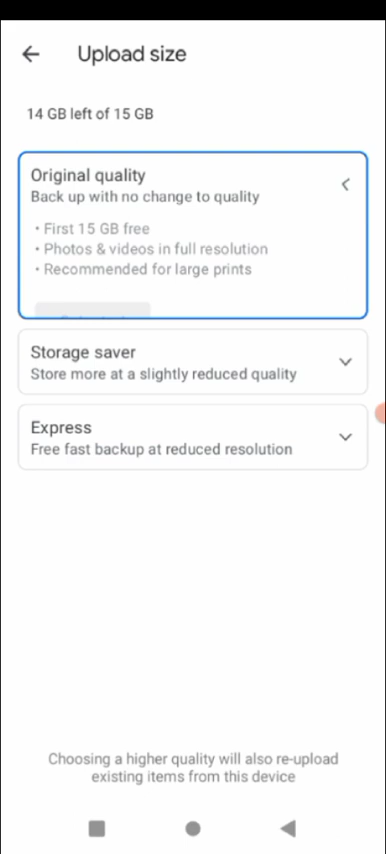 Upload size
14 GB left of 15 GB
Original quality
Back up with no change to quality
• First 15 GB free
• Photos & videos in full resolution
• Recommended for large prints
Storage saver
Store more at a slightly reduced quality
Express
Free fast backup at reduced resolution
Choosing a higher quality will also re-upload
existing items from this device